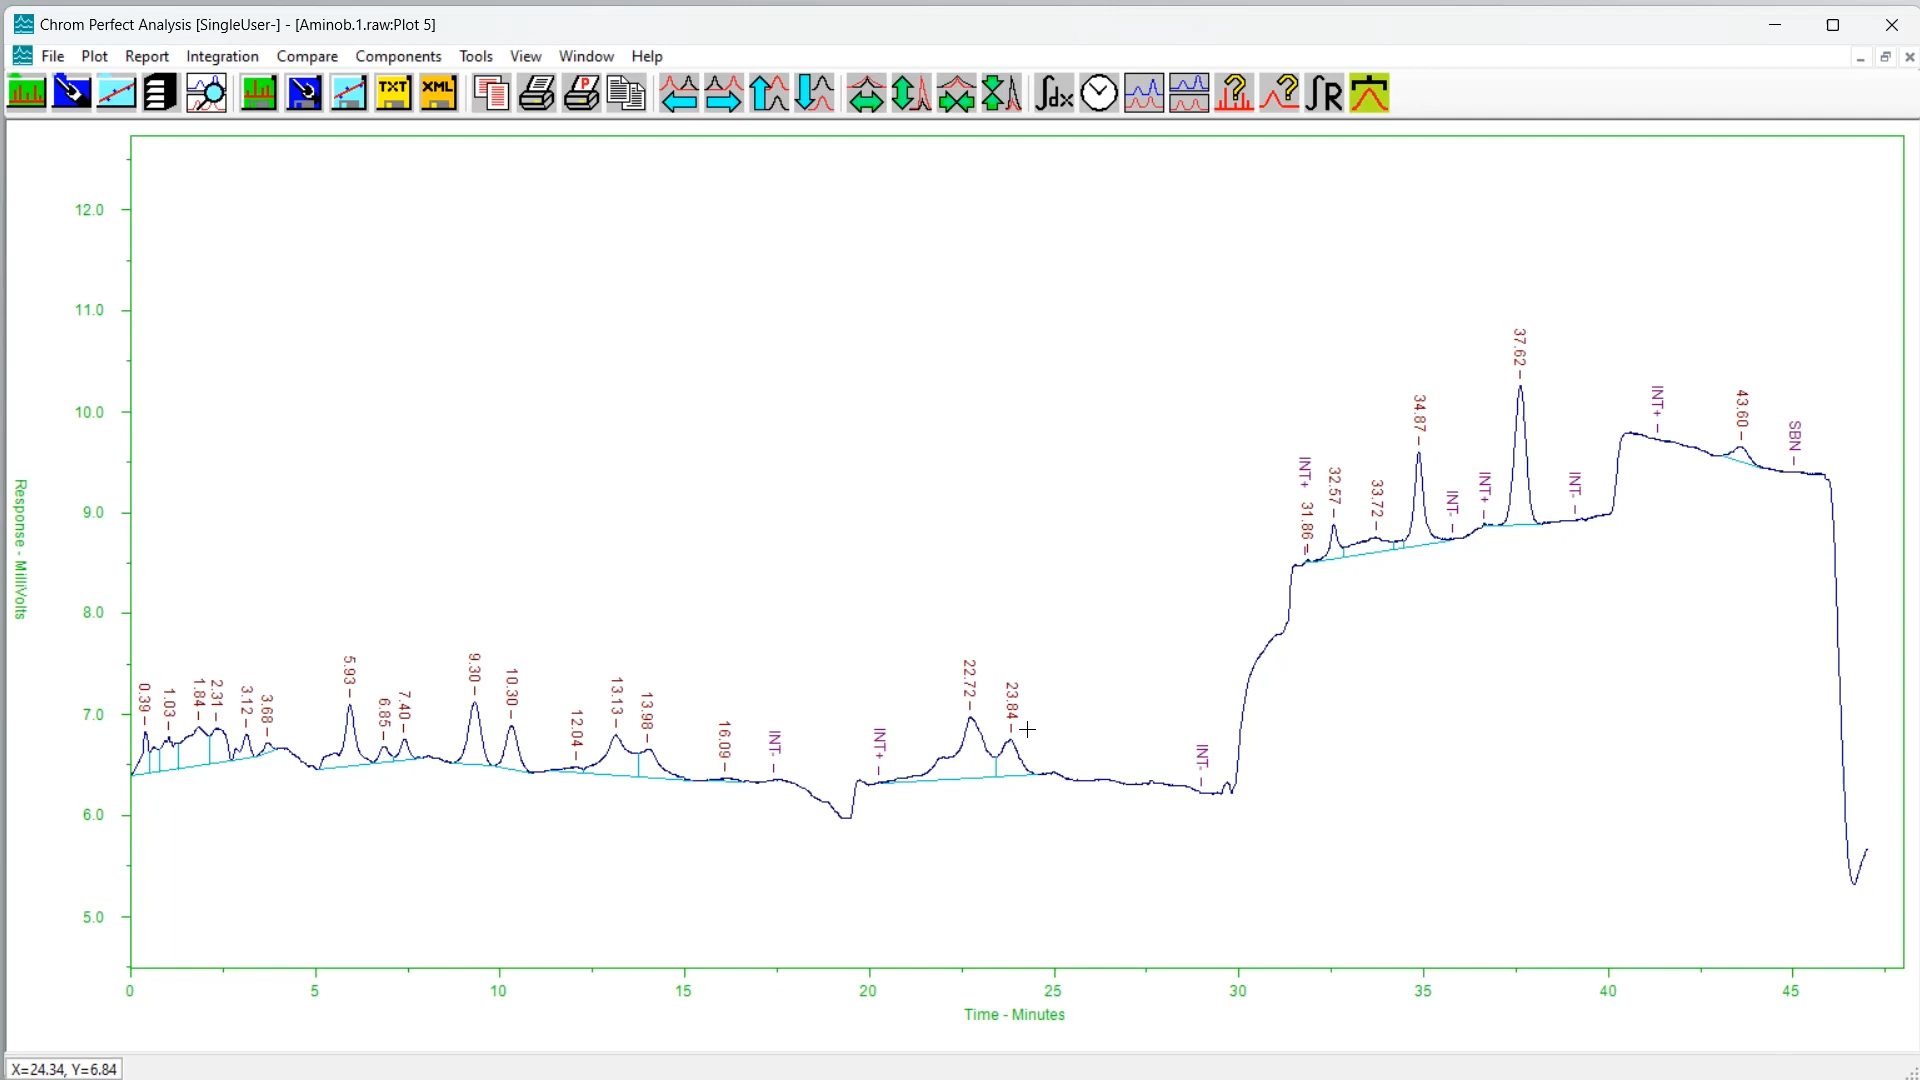 Chrom Perfect Analysis [SingleUser-] - [Aminob.1.raw:Plot 5]
File Plot Report Integration Compare Components Tools View Window Help
TXT XML P ? ? ∫dx ∫R
12.0
11.0
10.0
9.0
8.0
7.0
6.0
5.0
Response - MilliVolts
0.39
1.03
1.84
2.31
3.12
3.68
5.93
6.85
7.40
9.30
10.30
12.04
13.13
13.98
16.09
INT-
INT+
22.72
23.84
INT-
INT+
31.86
32.57
33.72
34.87
INT-
INT+
37.62
INT-
INT+
43.60
SBN
0 5 10 15 20 25 30 35 40 45
Time - Minutes
X=24.34, Y=6.84